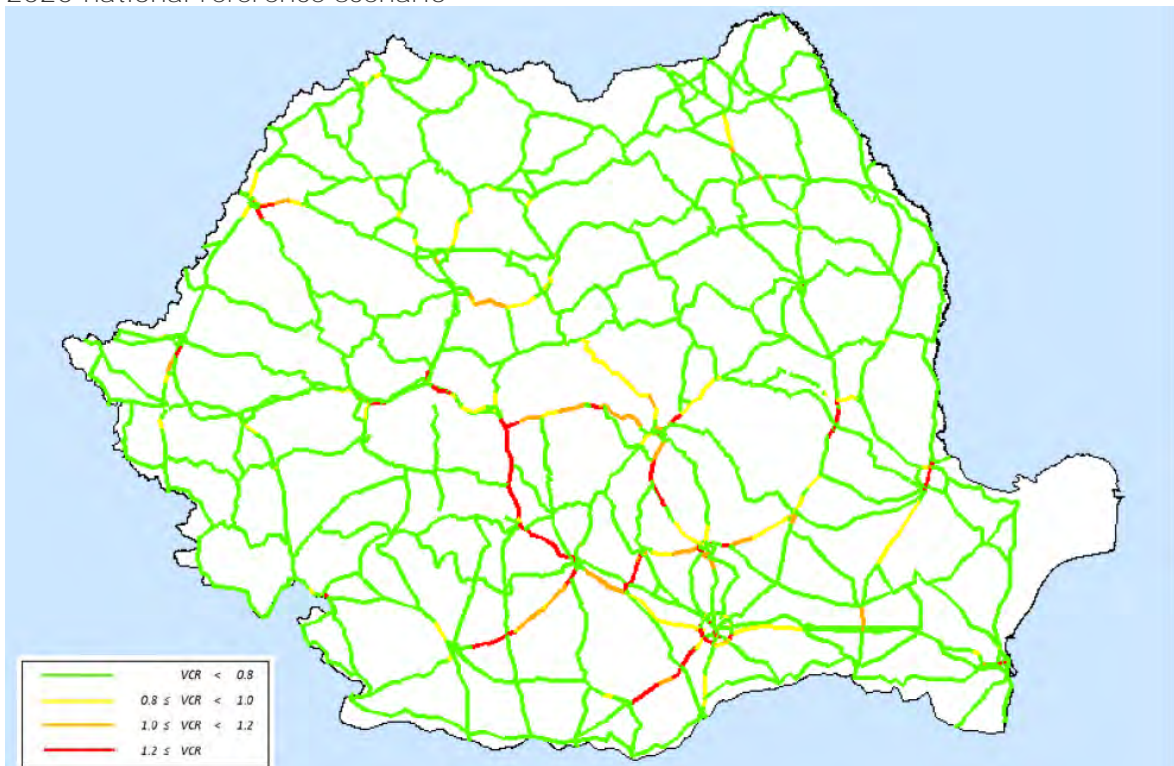 2020 national reference scenario
VCR < 0.8
0.8 ≤ VCR < 1.0
1.0 ≤ VCR < 1.2
1.2 ≤ VCR